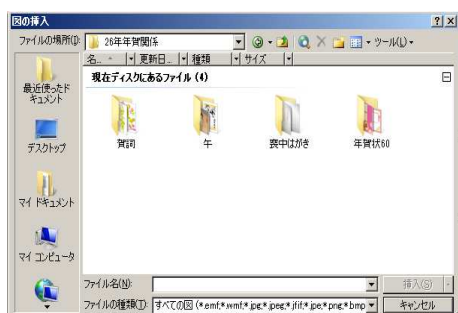 図の挿入
ファイルの場所(I):
26年年賀関係
ツール(L)
名...
更新日...
種類
サイズ
現在ディスクにあるファイル (4)
最近使ったド
キュメント
デスクトップ
マイ ドキュメント
マイ コンピュータ
賀詞
午
喪中はがき
年賀状60
ファイル名(N):
挿入(S)
ファイルの種類(T):
すべての図 (*.emf;*.wmf;*.jpg;*.jpeg;*.jfif;*.jpe;*.png;*.bmp
キャンセル